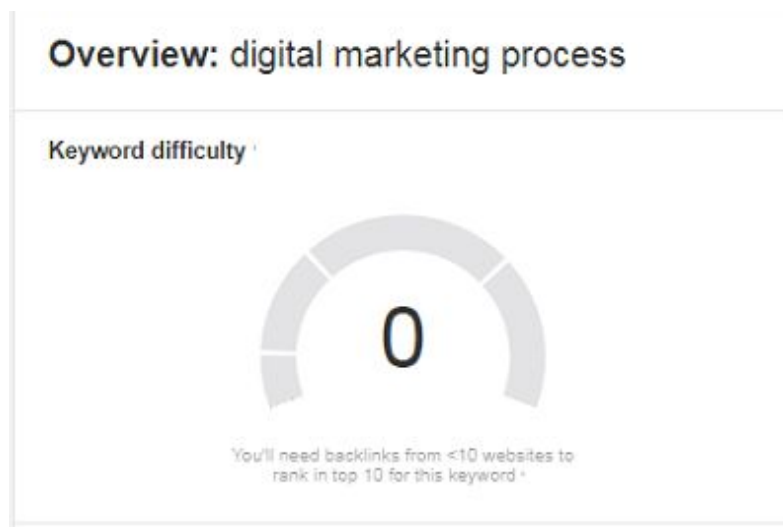 Overview: digital marketing process
Keyword difficulty
0
You'll need backlinks from <10 websites to
rank in top 10 for this keyword